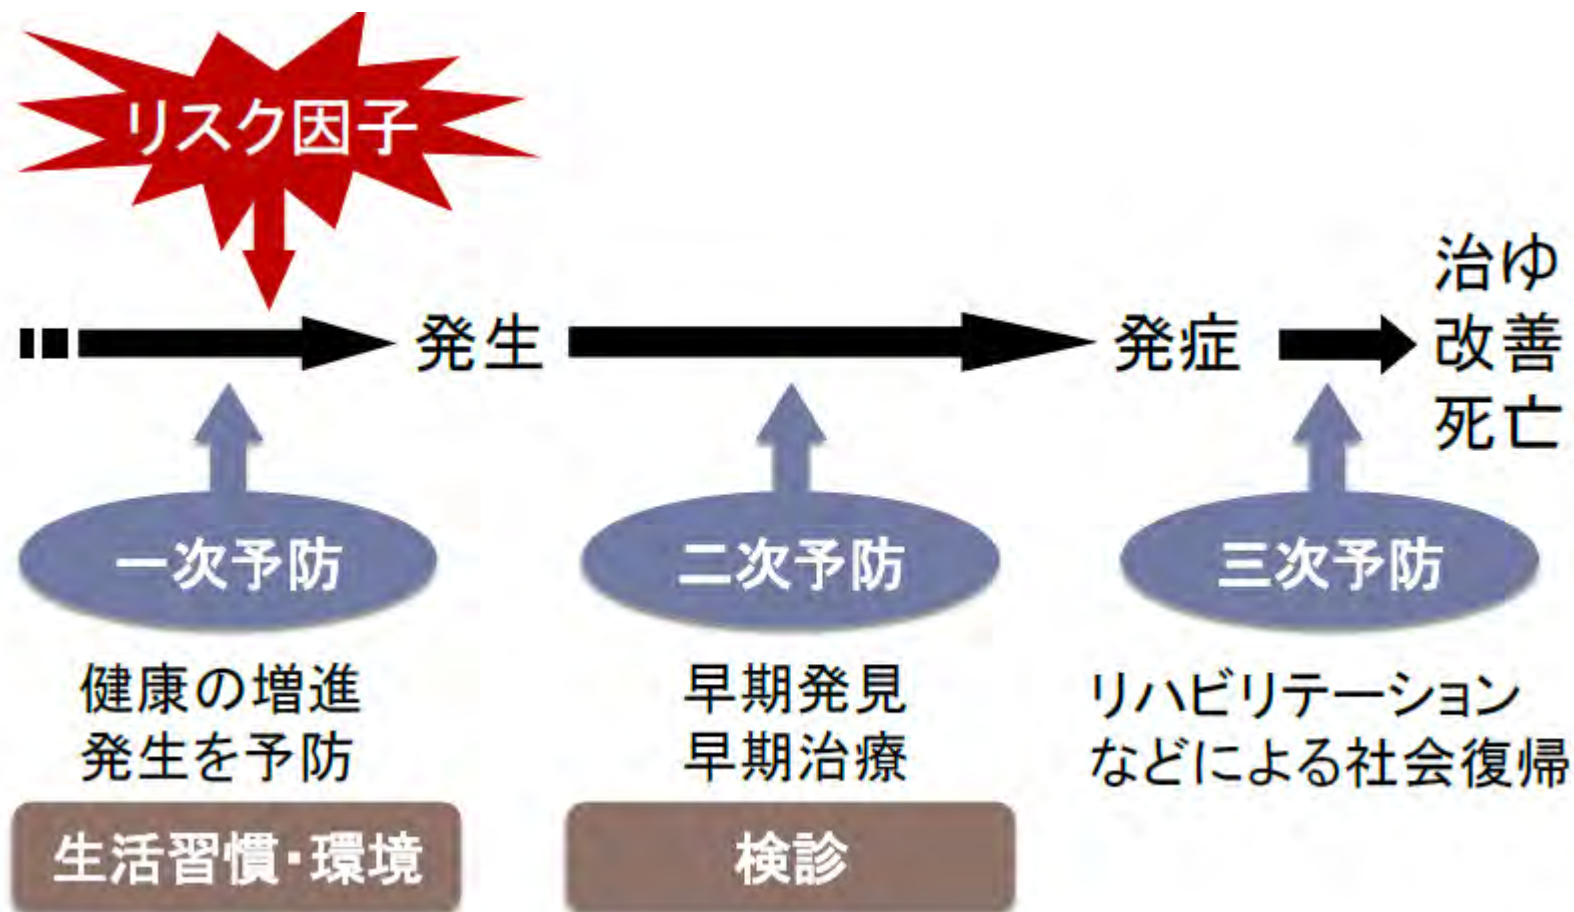 リスク因子
発生
発症
治ゆ
改善
死亡
一次予防
二次予防
三次予防
健康の増進
発生を予防
早期発見
早期治療
リハビリテーション
などによる社会復帰
生活習慣・環境
検診